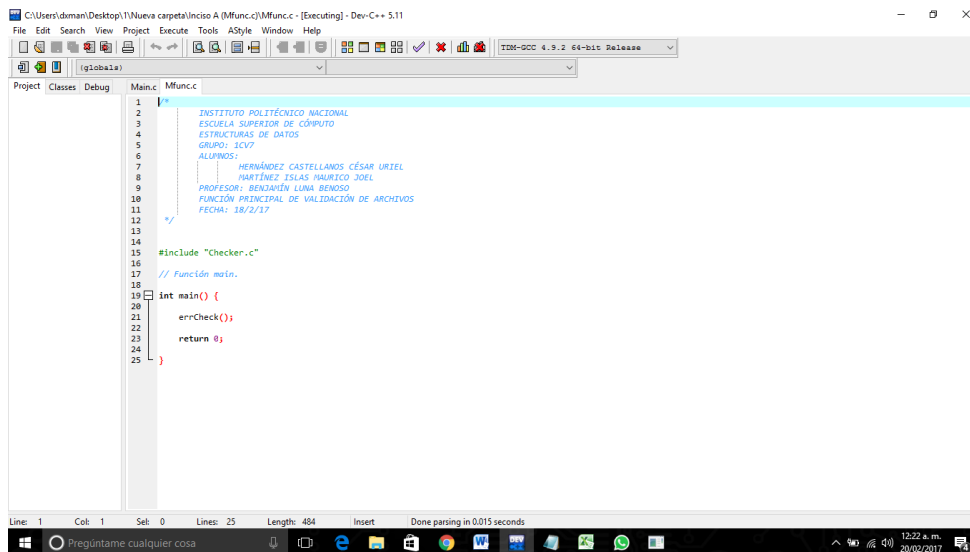 C:\Users\dxman\Desktop\1\Nueva carpeta\Inciso A (Mfunc.c)\Mfunc.c - [Executing] - Dev-C++ 5.11
File Edit Search View Project Execute Tools AStyle Window Help
TDM-GCC 4.9.2 64-bit Release
(globals)
Project Classes Debug Main.c Mfunc.c
1 /*
2 INSTITUTO POLITÉCNICO NACIONAL
3 ESCUELA SUPERIOR DE CÓMPUTO
4 ESTRUCTURAS DE DATOS
5 GRUPO: 1CV7
6 ALUMNOS:
7 HERNÁNDEZ CASTELLANOS CÉSAR URIEL
8 MARTÍNEZ ISLAS MAURICO JOEL
9 PROFESOR: BENJAMÍN LUNA BENOSO
10 FUNCIÓN PRINCIPAL DE VALIDACIÓN DE ARCHIVOS
11 FECHA: 18/2/17
12 */
13
14
15 #include "Checker.c"
16
17 // Función main.
18
19 int main() {
20
21 errCheck();
22
23 return 0;
24
25 }
Line: 1 Col: 1 Sel: 0 Lines: 25 Length: 484 Insert Done parsing in 0.015 seconds
Pregúntame cualquier cosa
12:22 a. m.
20/02/2017